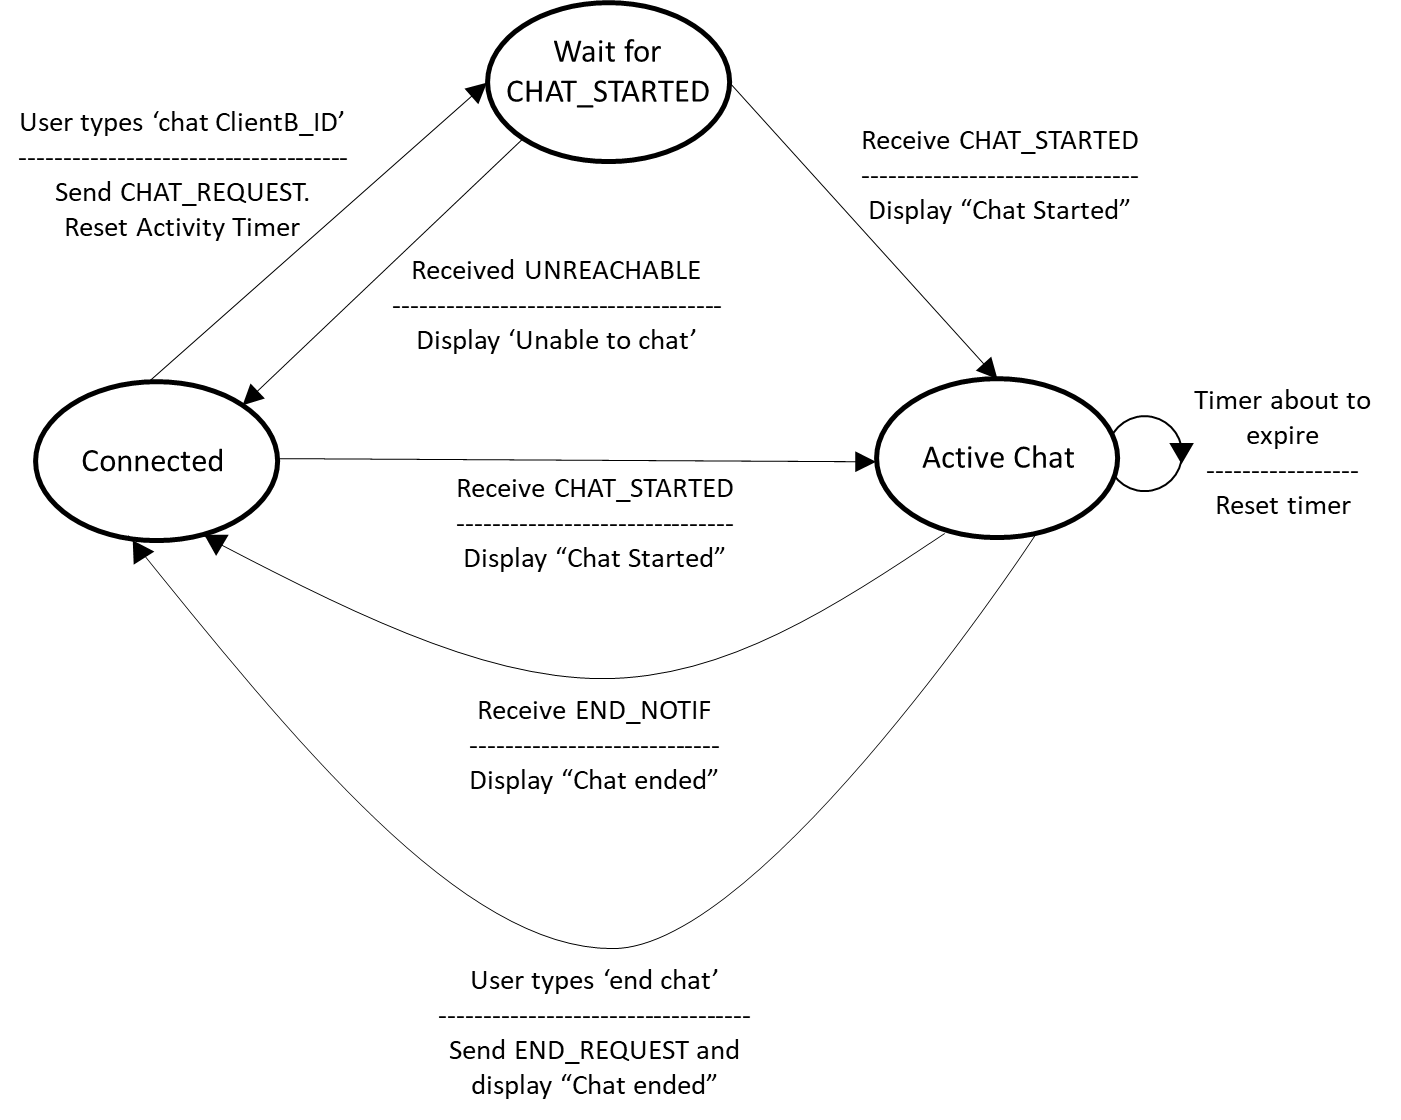 Wait for
CHAT_STARTED
User types ‘chat ClientB_ID’
-------------------------------------
Send CHAT_REQUEST.
Reset Activity Timer
Receive CHAT_STARTED
-------------------------------
Display “Chat Started”
Received UNREACHABLE
-------------------------------------
Display ‘Unable to chat’
Connected
Active Chat
Timer about to
expire
-----------------
Reset timer
Receive CHAT_STARTED
-------------------------------
Display “Chat Started”
Receive END_NOTIF
----------------------------
Display “Chat ended”
User types ‘end chat’
-----------------------------------
Send END_REQUEST and
display “Chat ended”